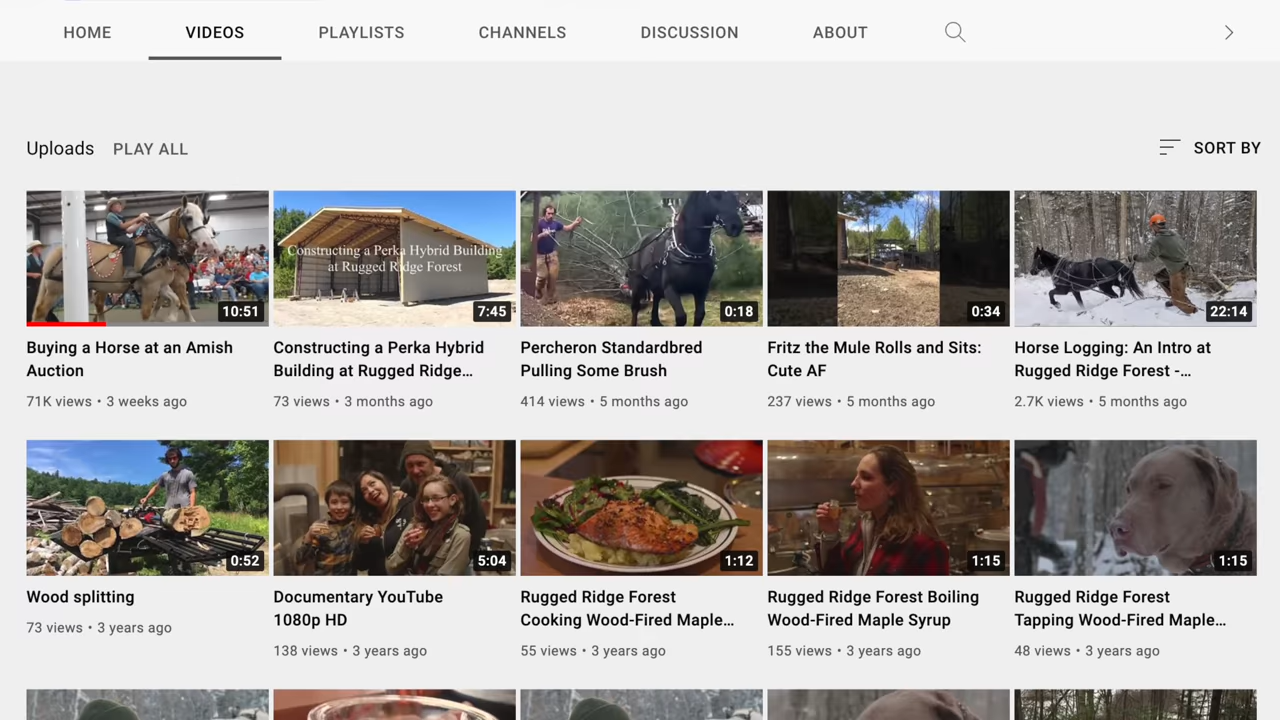 HOME VIDEOS PLAYLISTS CHANNELS DISCUSSION ABOUT
Uploads PLAY ALL SORT BY
Constructing a Perka Hybrid Building
at Rugged Ridge Forest
10:51 7:45 0:18 0:34 22:14
Buying a Horse at an Amish
Auction
71K views • 3 weeks ago
Constructing a Perka Hybrid
Building at Rugged Ridge...
73 views • 3 months ago
Percheron Standardbred
Pulling Some Brush
414 views • 5 months ago
Fritz the Mule Rolls and Sits:
Cute AF
237 views • 5 months ago
Horse Logging: An Intro at
Rugged Ridge Forest -...
2.7K views • 5 months ago
0:52 5:04 1:12 1:15 1:15
Wood splitting
73 views • 3 years ago
Documentary YouTube
1080p HD
138 views • 3 years ago
Rugged Ridge Forest
Cooking Wood-Fired Maple...
55 views • 3 years ago
Rugged Ridge Forest Boiling
Wood-Fired Maple Syrup
155 views • 3 years ago
Rugged Ridge Forest
Tapping Wood-Fired Maple...
48 views • 3 years ago